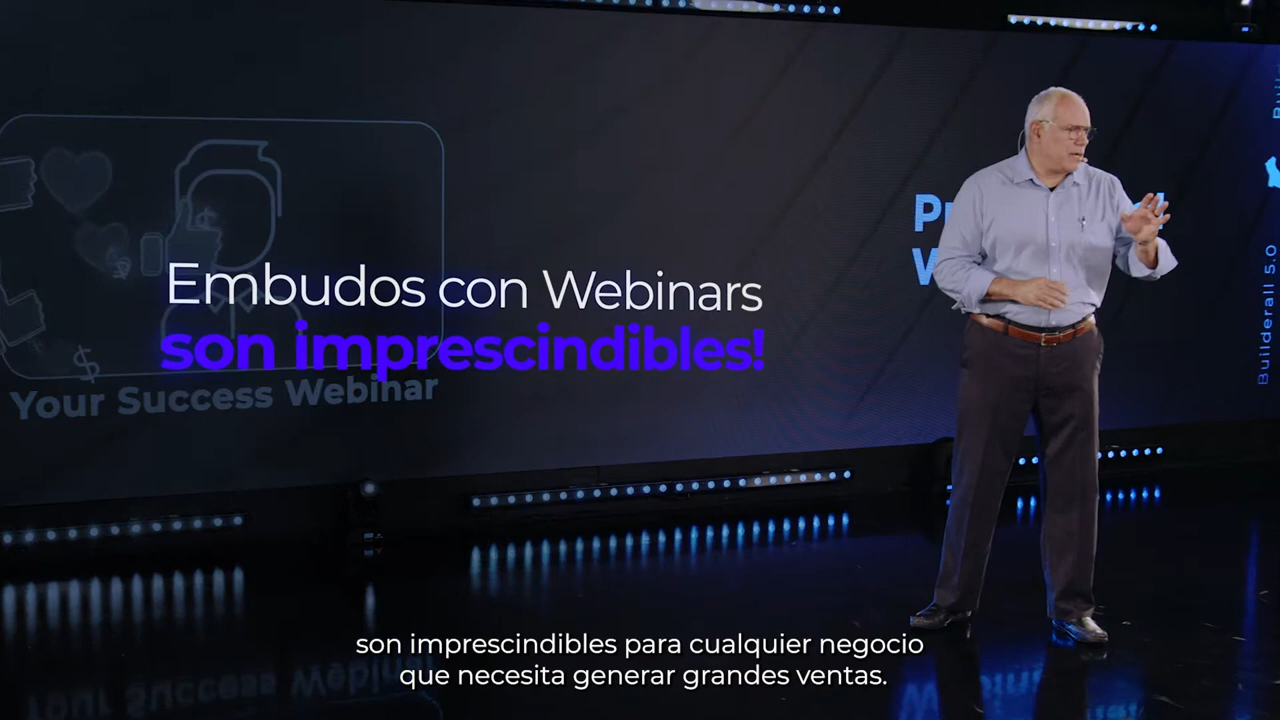 Embudos con Webinars
son imprescindibles!
Your Success Webinar
Builderall 5.0
son imprescindibles para cualquier negocio
que necesita generar grandes ventas.